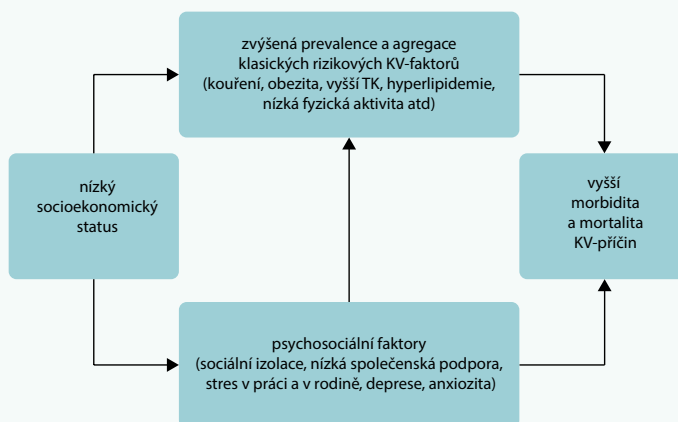 zvýšená prevalence a agregace
klasických rizikových KV-faktorů
(kouření, obezita, vyšší TK, hyperlipidemie,
nízká fyzická aktivita atd)
nízký
socioekonomický
status
vyšší
morbidita
a mortalita
KV-příčin
psychosociální faktory
(sociální izolace, nízká společenská podpora,
stres v práci a v rodině, deprese, anxiozita)